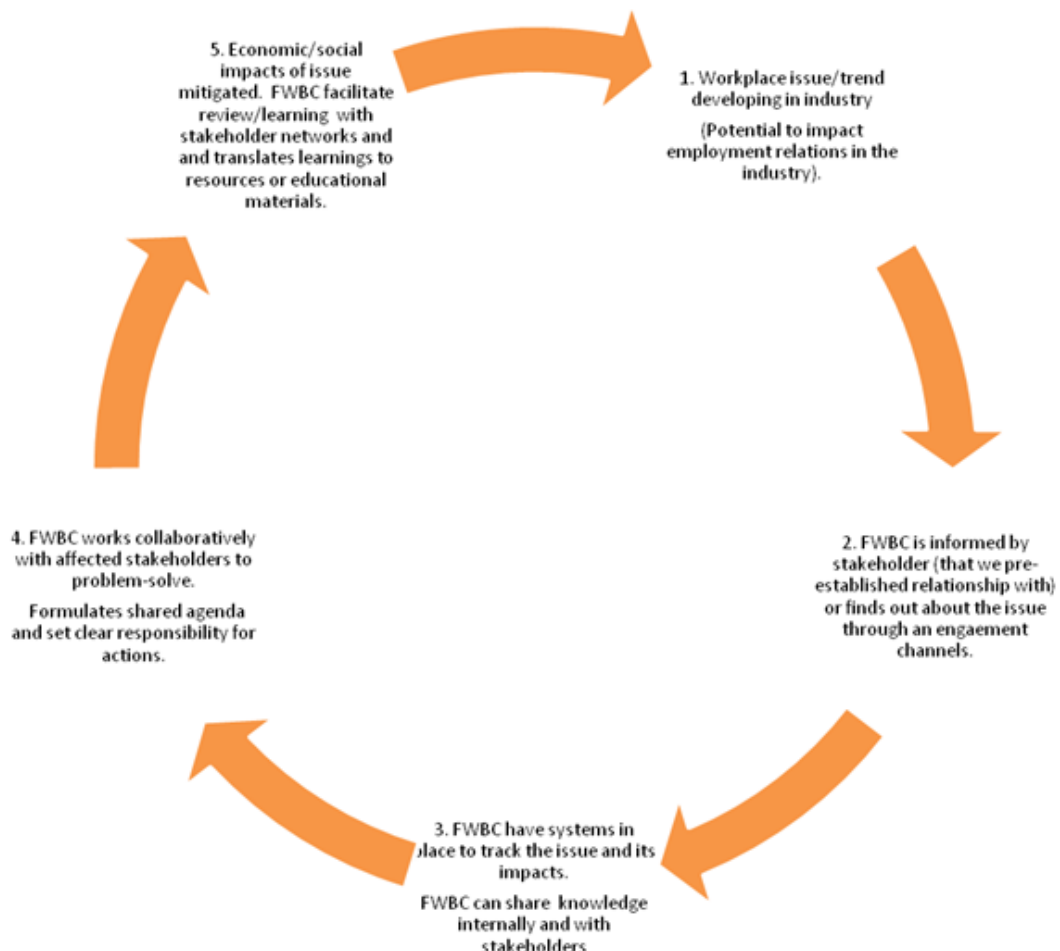 1. Workplace issue/trend
developing in industry
(Potential to impact
employment relations in the
industry).
2. FWBC is informed by
stakeholder (that we pre-
established relationship with)
or finds out about the issue
through an engaement
channels.
3. FWBC have systems in
lace to track the issue and its
impacts.
FWBC can share knowledge
internally and with
stakeholders
4. FWBC works collaboratively
with affected stakeholders to
problem-solve.
Formulates shared agenda
and set clear responsibility for
actions.
5. Economic/social
impacts of issue
mitigated. FWBC facilitate
review/learning with
stakeholder networks and
and translates learnings to
resources or educational
materials.